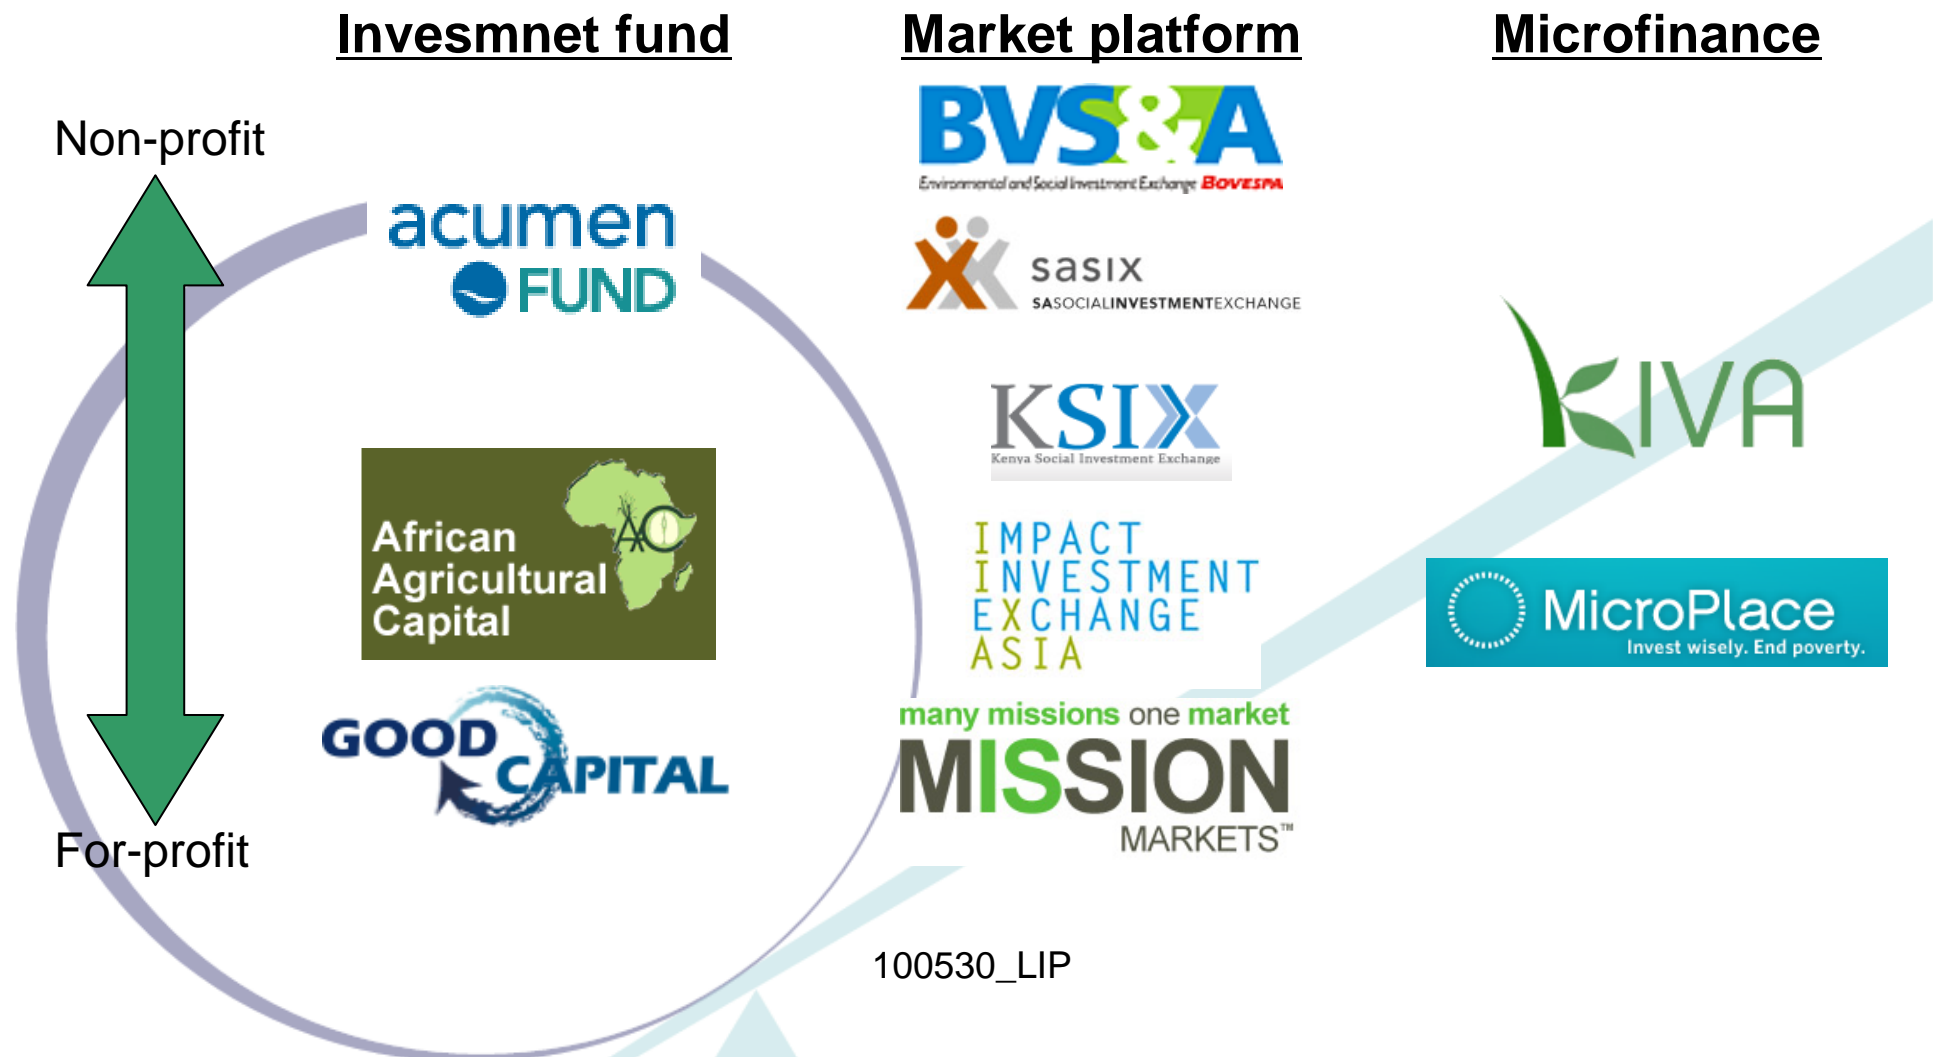 Invesmnet fund
Market platform
Microfinance
Non-profit
For-profit
acumen
FUND
African
Agricultural
Capital
AC
GOOD
CAPITAL
BVS&A
Environmental and Social Investment Exchange BOVESPA
sasix
SASOCIALINVESTMENTEXCHANGE
KSIX
Kenya Social Investment Exchange
IMPACT
INVESTMENT
EXCHANGE
ASIA
many missions one market
MISSION
MARKETS™
KIVA
MicroPlace
Invest wisely. End poverty.
100530_LIP